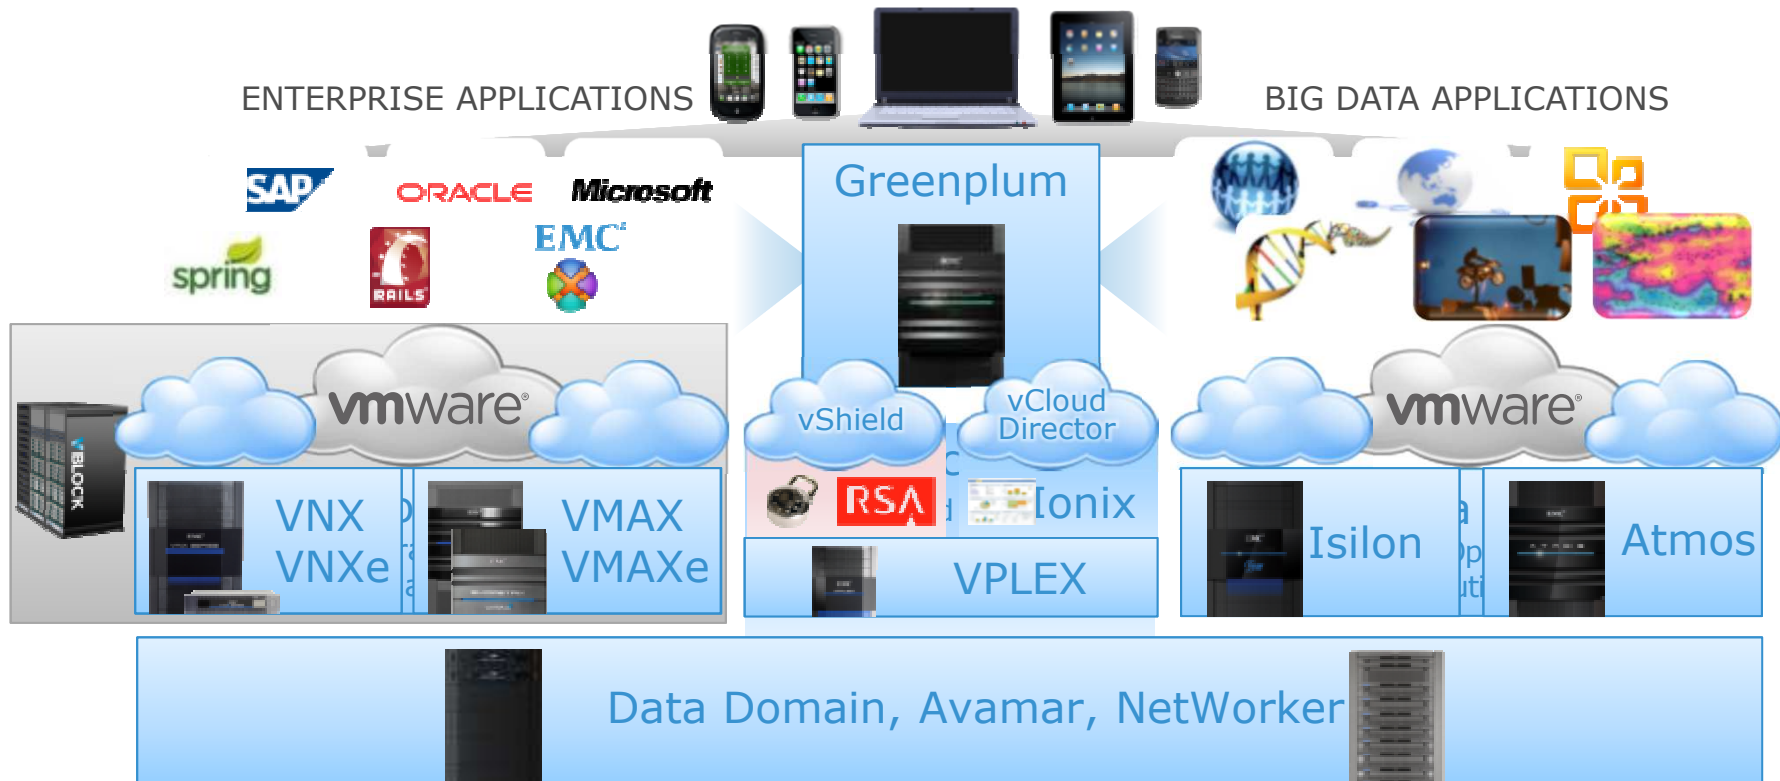 ENTERPRISE APPLICATIONS
BIG DATA APPLICATIONS
SAP
ORACLE
Microsoft
Greenplum
spring
RAILS
EMC²
vmware®
vShield
vCloud
Director
vmware®
VBLOCK
VNX
VNXe
VMAX
VMAXe
RSA
Ionix
VPLEX
Isilon
Atmos
Data Domain, Avamar, NetWorker